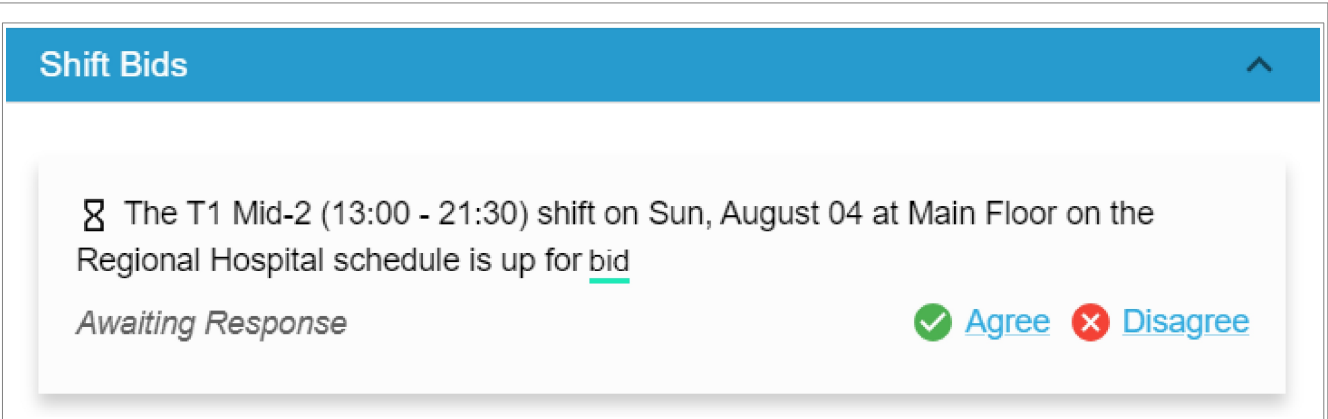 Shift Bids
The T1 Mid-2 (13:00 - 21:30) shift on Sun, August 04 at Main Floor on the
Regional Hospital schedule is up for bid
Awaiting Response Agree Disagree